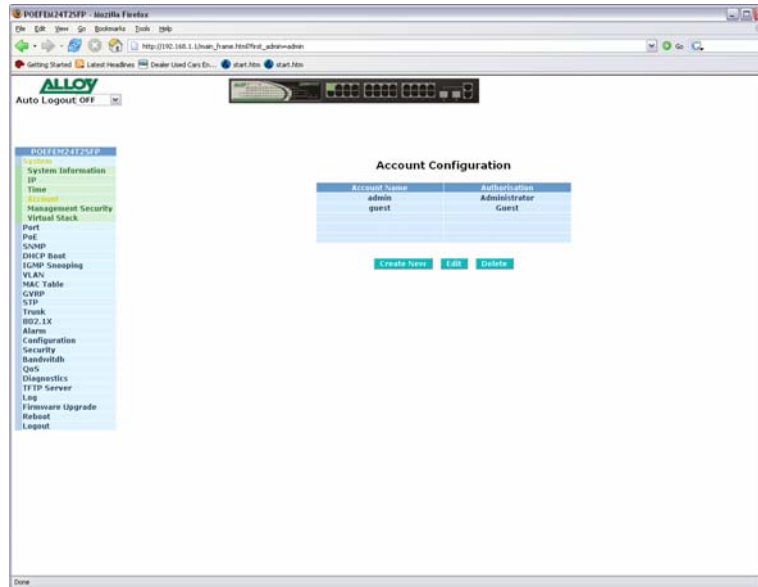 POEFEM24T2SFP - Mozilla Firefox
File Edit View Go Bookmarks Tools Help
http://192.168.1.1/main_frame.html?first_admin=admin
Go
Getting Started Latest Headlines Dealer Used Cars En... start.htm start.htm
ALLOY
Auto Logout OFF
POEFEM24T2SFP
System
System Information
IP
Time
Account
Management Security
Virtual Stack
Port
PoE
SNMP
DHCP Boot
IGMP Snooping
VLAN
MAC Table
GVRP
STP
Trunk
802.1X
Alarm
Configuration
Security
Bandwitdh
QoS
Diagnostics
TFTP Server
Log
Firmware Upgrade
Reboot
Logout
Account Configuration
Account Name Authorisation
admin Administrator
guest Guest
Create New Edit Delete
Done